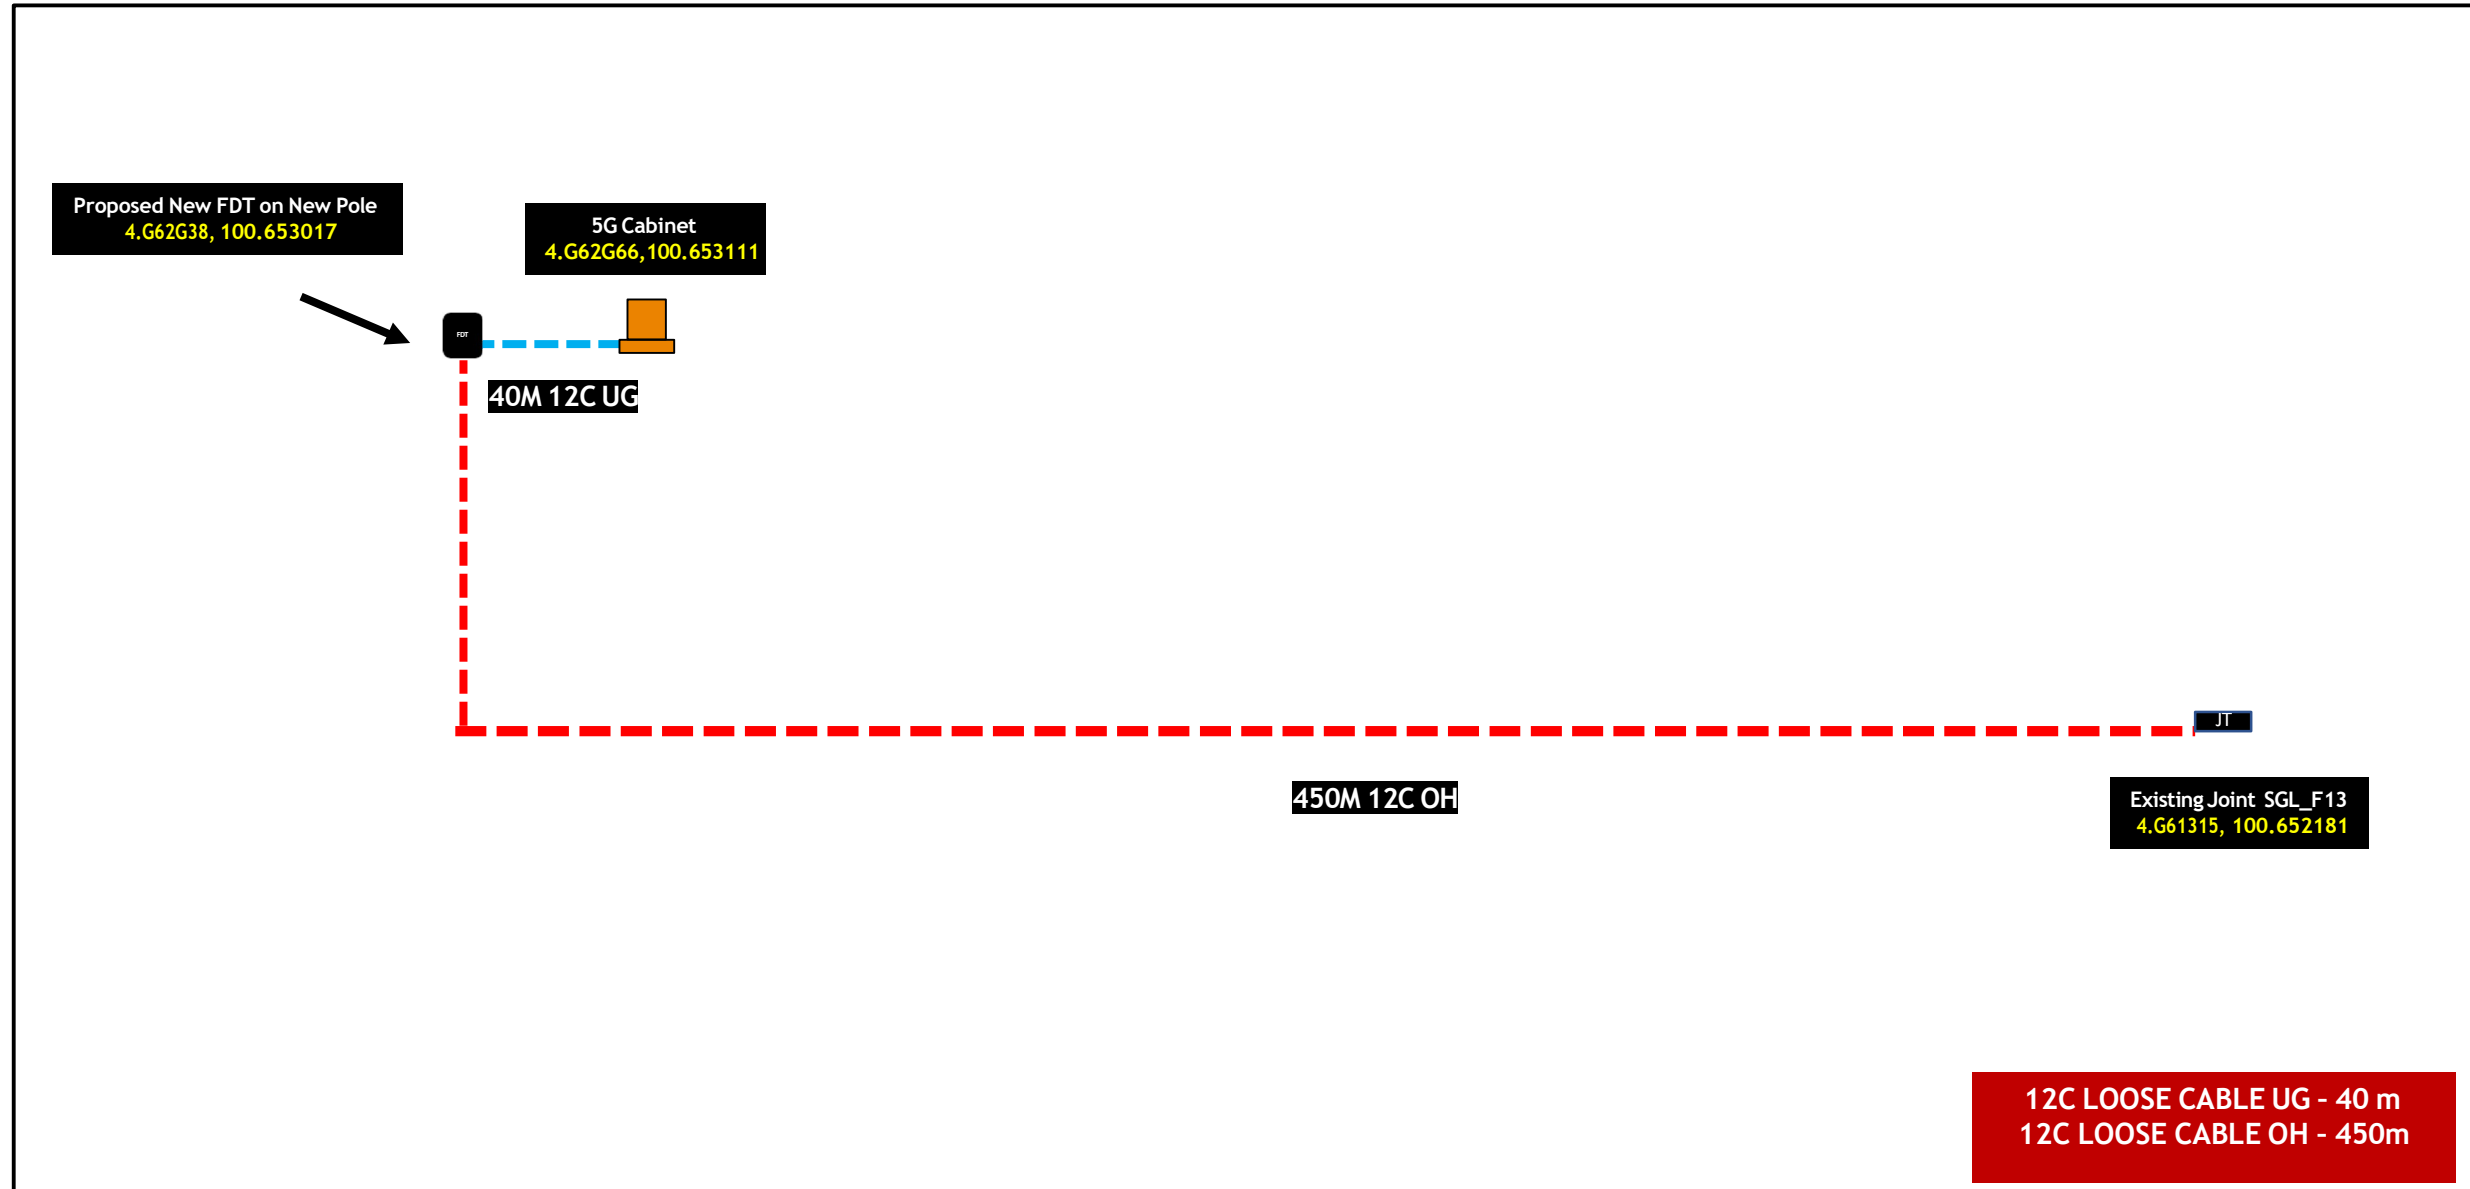 Proposed New FDT on New Pole
4.G62G38, 100.653017
5G Cabinet
4.G62G66,100.653111
FDT
40M 12C UG
JT
450M 12C OH
Existing Joint SGL_F13
4.G61315, 100.652181
12C LOOSE CABLE UG - 40 m
12C LOOSE CABLE OH - 450m